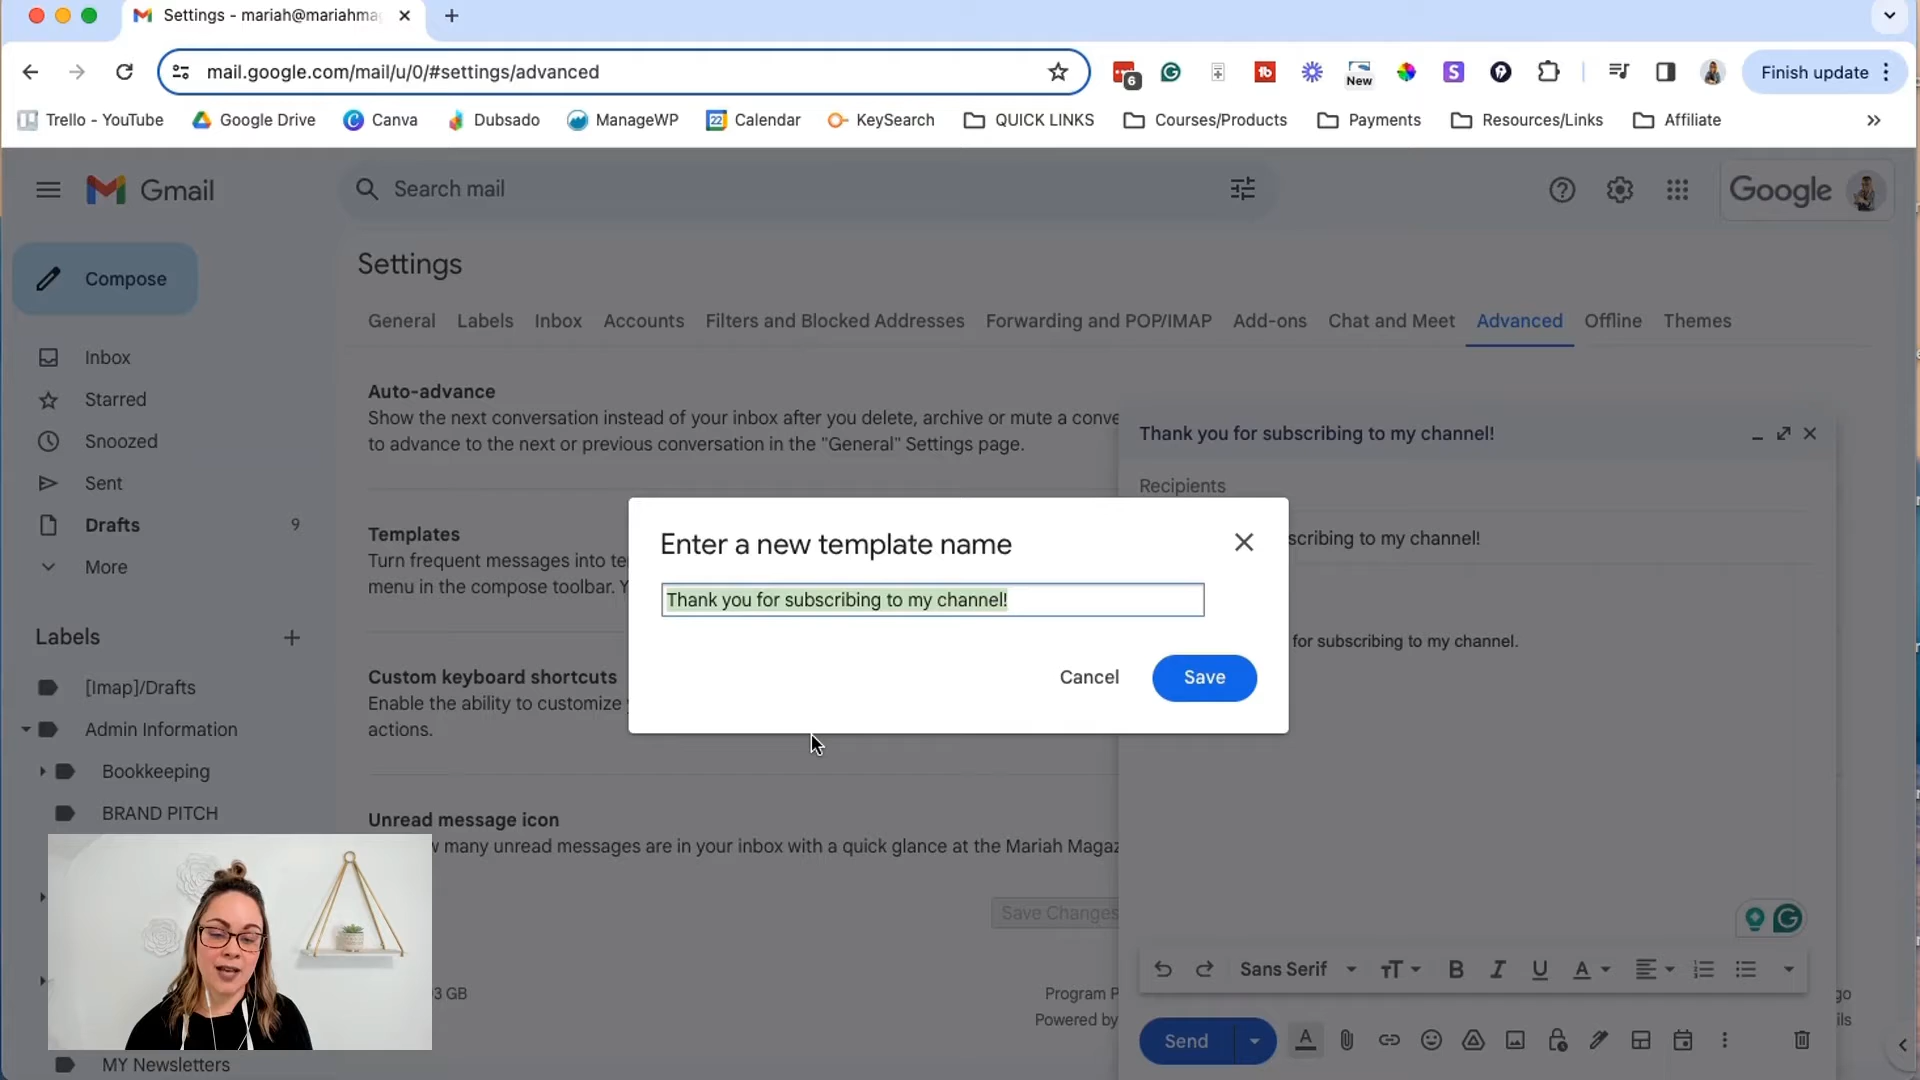 Settings - mariah@mariahma
mail.google.com/mail/u/0/#settings/advanced
6
New
Finish update
Trello - YouTube
Google Drive
Canva
Dubsado
ManageWP
22
Calendar
KeySearch
QUICK LINKS
Courses/Products
Payments
Resources/Links
Affiliate
Gmail
Search mail
Google
Compose
Settings
General
Labels
Inbox
Accounts
Filters and Blocked Addresses
Forwarding and POP/IMAP
Add-ons
Chat and Meet
Advanced
Offline
Themes
Inbox
Starred
Snoozed
Sent
Drafts 9
More
Labels
[Imap]/Drafts
Admin Information
Bookkeeping
BRAND PITCH
MY Newsletters
Auto-advance
Show the next conversation instead of your inbox after you delete, archive or mute a conve
to advance to the next or previous conversation in the "General" Settings page.
Templates
Turn frequent messages into te
menu in the compose toolbar. Y
Custom keyboard shortcuts
Enable the ability to customize
actions.
Unread message icon
w many unread messages are in your inbox with a quick glance at the Mariah Magaz
Save Changes
3 GB
Program P
Powered by
go
ils
Thank you for subscribing to my channel!
Recipients
scribing to my channel!
for subscribing to my channel.
Enter a new template name
Thank you for subscribing to my channel!
Cancel
Save
Sans Serif
Send